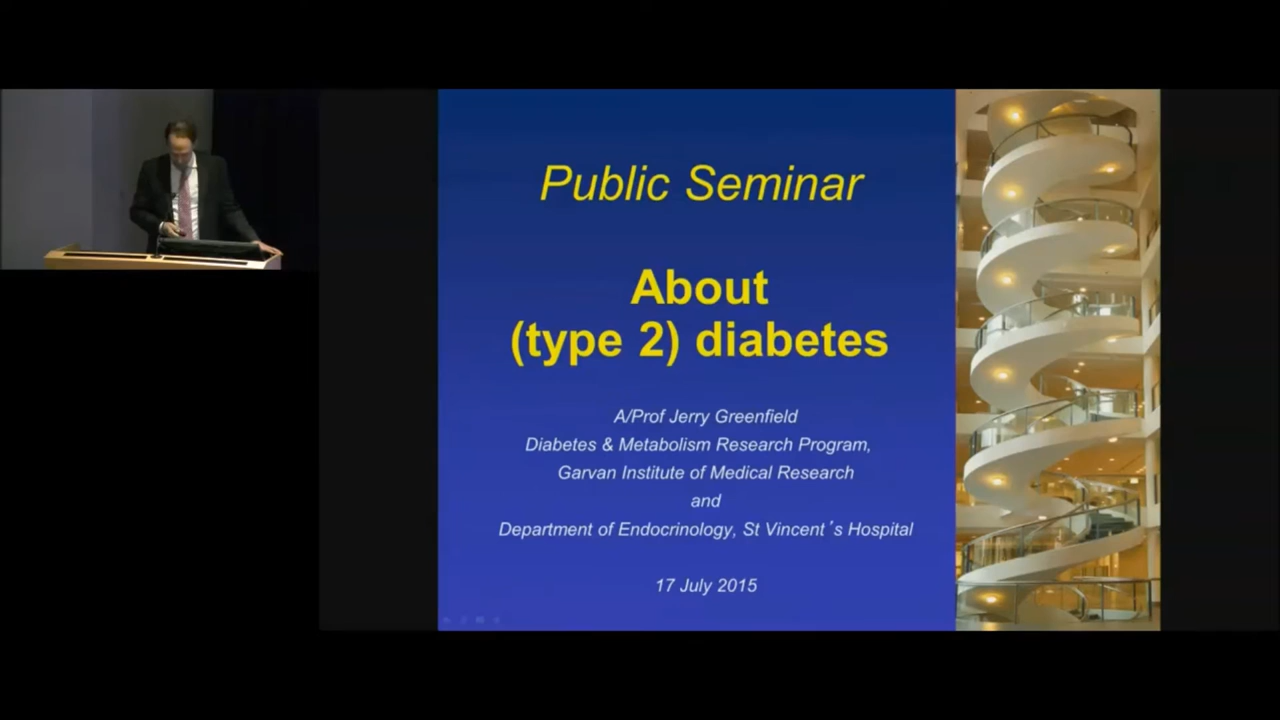 Public Seminar
About
(type 2) diabetes
A/Prof Jerry Greenfield
Diabetes & Metabolism Research Program,
Garvan Institute of Medical Research
and
Department of Endocrinology, St Vincent´s Hospital
17 July 2015